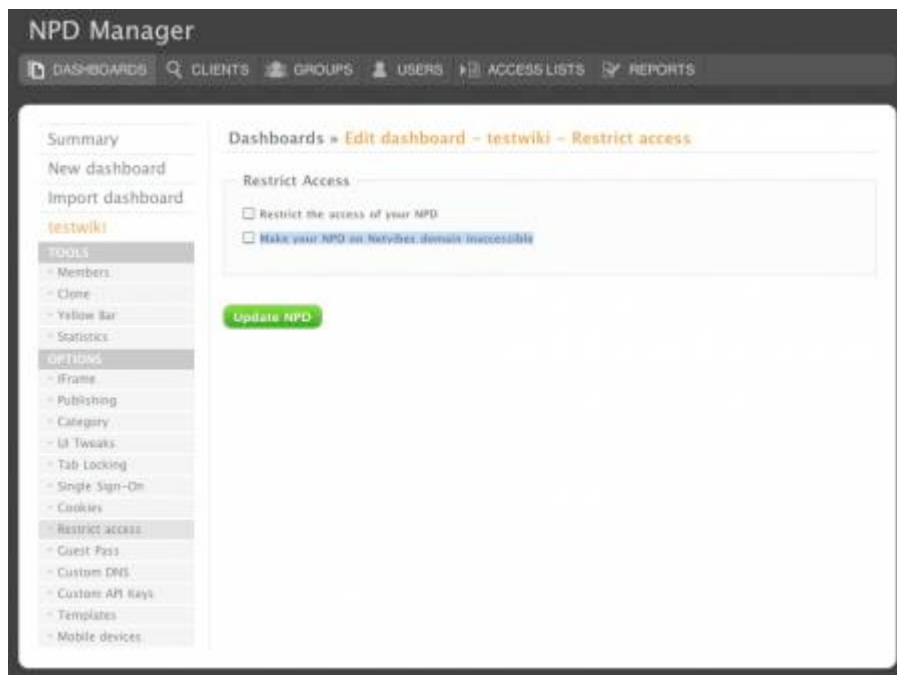 NPD Manager
DASHBOARDS CLIENTS GROUPS USERS ACCESS LISTS REPORTS
Summary
New dashboard
Import dashboard
testwiki
TOOLS
- Members
- Clone
- Yellow Bar
- Statistics
OPTIONS
- iFrame
- Publishing
- Category
- UI Tweaks
- Tab Locking
- Single Sign-On
- Cookies
- Restrict access
- Guest Pass
- Custom DNS
- Custom API Keys
- Templates
- Mobile devices
Dashboards » Edit dashboard - testwiki - Restrict access
Restrict Access
Restrict the access of your NPD
Make your NPD on Netvibes domain inaccessible
Update NPD